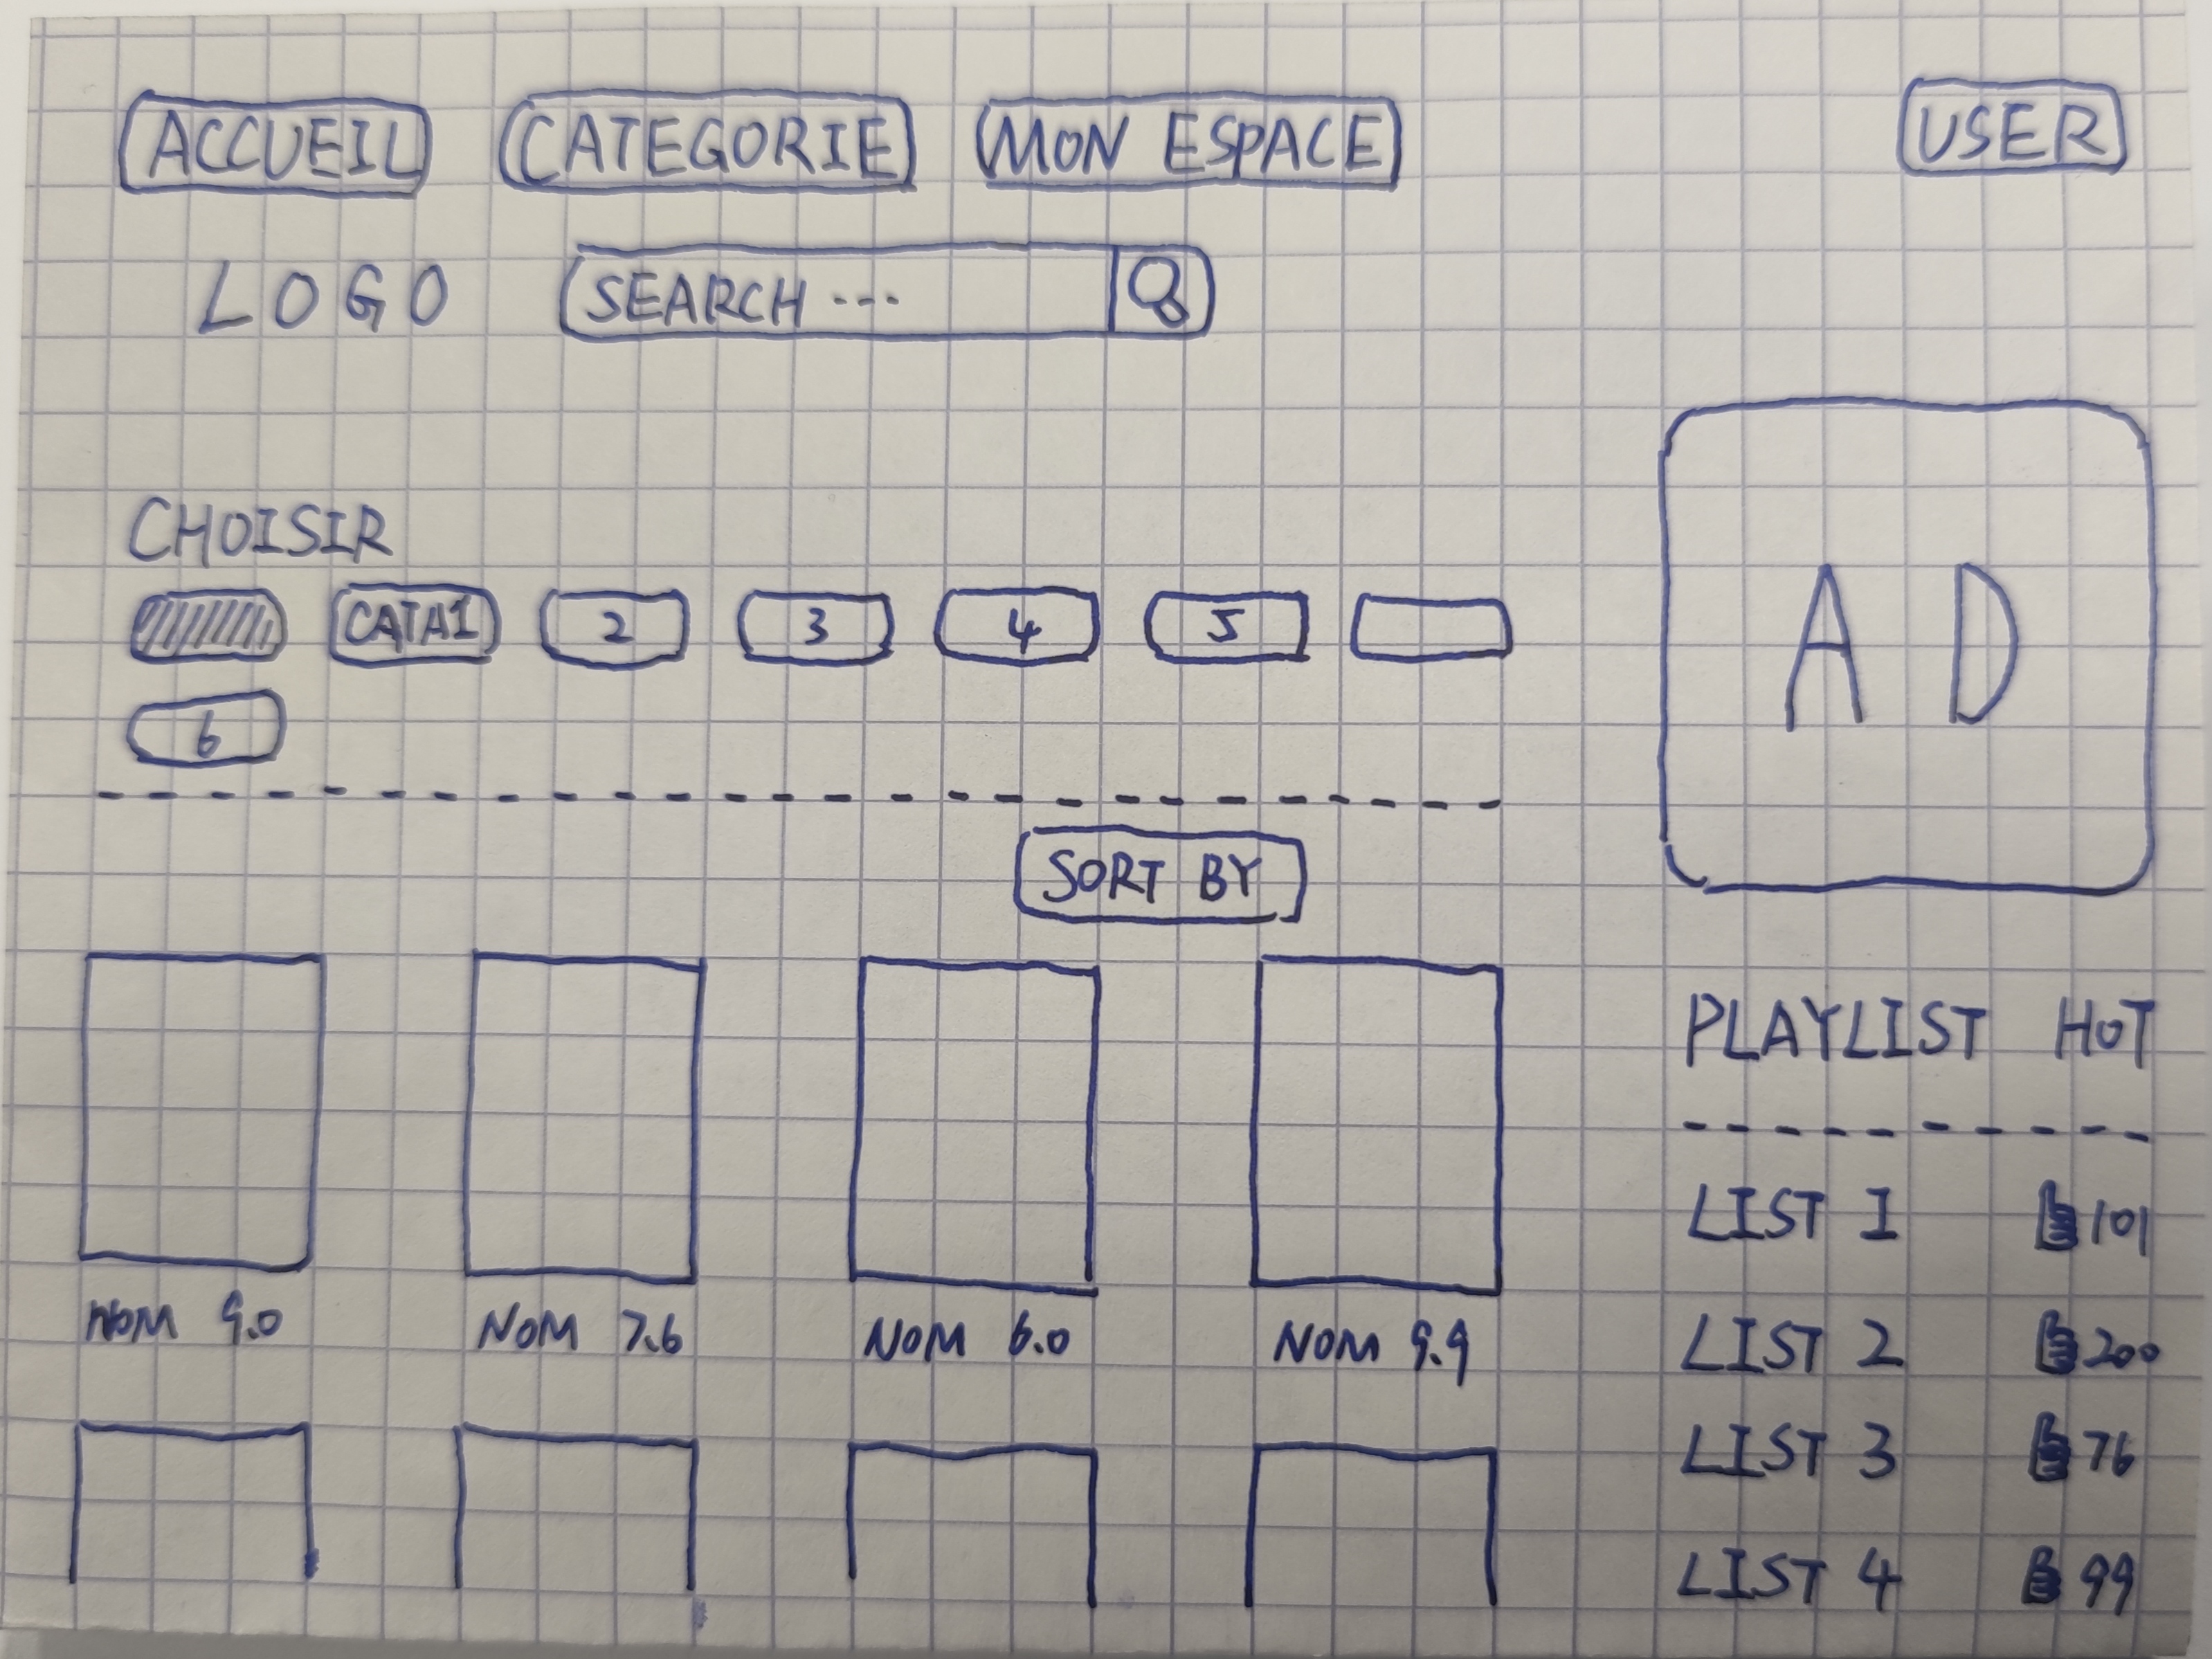 ACCUEIL CATEGORIE MON ESPACE USER
LOGO SEARCH ---
CHOISIR
CATA1 2 3 4 5
6
AD
SORT BY
NOM 9.0 NOM 7.6 NOM 6.0 NOM 9.9
PLAYLIST HOT
LIST 1 101
LIST 2 200
LIST 3 76
LIST 4 99